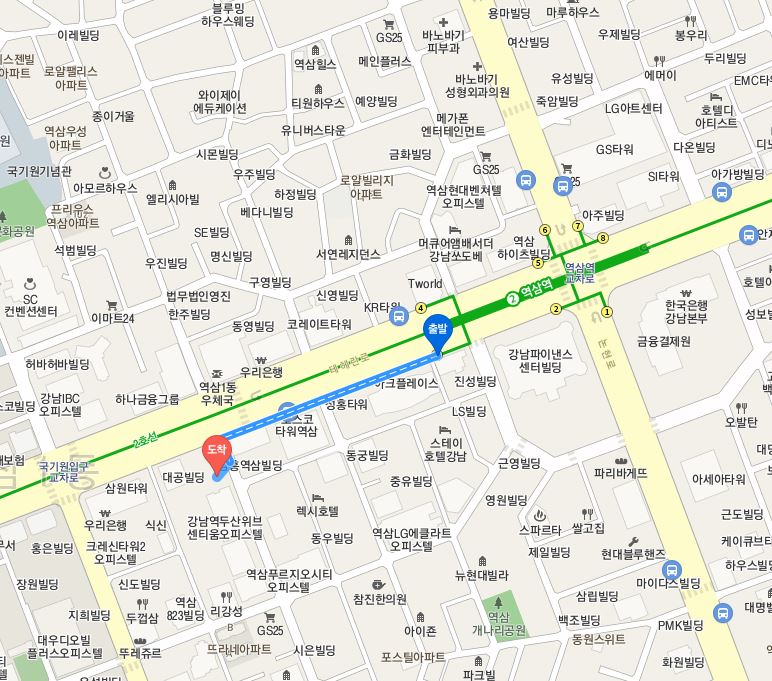 블루밍
하우스웨덤
이레빌딩
GS25
바노바기
피부과
용마빌딩
마루하우스
여산빌딩
우제빌딩
봉우리
로얄팰리스
아파트
역삼힐스
메인플러스
두리빌딩
에머이
유성빌딩
EMC타워
와이제이
에듀케이션
티원하우스
예양빌딩
바노바기
성형외과의원
죽암빌딩
LG아트센터
호텔디
아티스트
종이거울
역삼우성
아파트
유니버스타운
메가폰
엔터테인먼트
GS타워
다온빌딩
국기원기념관
시몬빌딩
금화빌딩
GS25
SI타워
아가방빌딩
아모르하우스
우주빌딩
하정빌딩
로얄빌리지
아파트
역삼현대벤쳐텔
오피스텔
프리우스
역삼아파트
엘리시아빌
베다니빌딩
아주빌딩
6
7
8
5
SE빌딩
석범빌딩
명신빌딩
서연레지던스
머큐어앰배서더
강남쏘도베
역삼
하이츠빌딩
역삼역
교차로
우진빌딩
구영빌딩
Tworld
2 역삼역
SC
컨벤션센터
법무법인영진
신영빌딩
KR타워
4
2
1
한국은행
강남본부
이마트24
한주빌딩
동영빌딩
코레이트타워
출발
강남파이낸스
센터빌딩
논현로
금융결제원
허바허바빌딩
우리은행
테헤란로
역삼1동
우체국
아크플레이스
진성빌딩
강남IBC
오피스텔
하나금융그룹
LS빌딩
타워역삼
스테이
호텔강남
오발탄
2호선
도착
국기원입구
교차로
대공빌딩
동궁빌딩
근영빌딩
파리바게뜨
아세아타워
삼원타워
중유빌딩
영원빌딩
우리은행
식신
강남역두산위브
센티움오피스텔
렉시호텔
스파르타
쌀고집
근도빌딩
홍은빌딩
크레신타워2
오피스텔
동우빌딩
역삼LG에클라트
오피스텔
제일빌딩
현대블루핸즈
장원빌딩
신도빌딩
역삼푸르지오시티
오피스텔
뉴현대빌라
마이다스빌딩
하우스빌딩
지희빌딩
두껍삼
역삼
823빌딩
리강성
참진한의원
삼립빌딩
GS25
아이죤
역삼
개나리공원
백조빌딩
PMK빌딩
대우디오빌
플러스오피스텔
뚜레쥬르
뜨라네아파트
시은빌딩
포스틸아파트
동원스위트
파크빌
화원빌딩